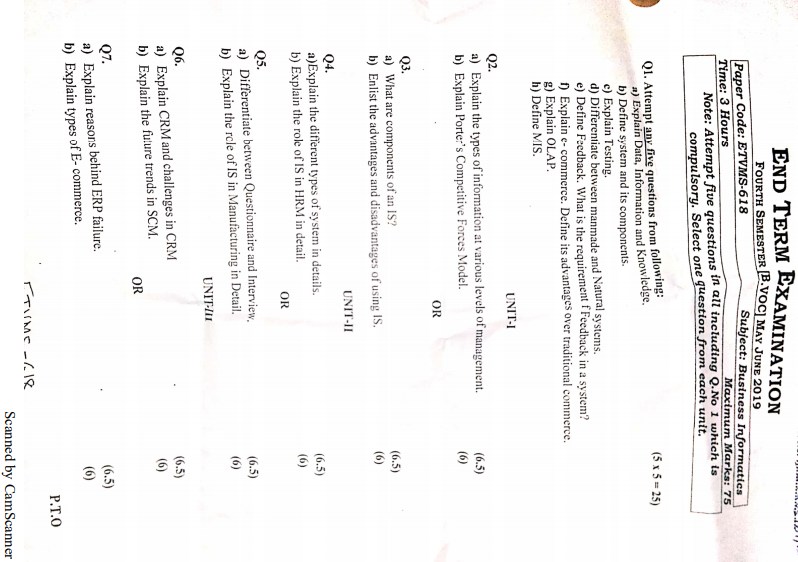 END TERM EXAMINATION
FOURTH SEMESTER [B.VOC] MAY JUNE 2019
Paper Code: ETVMS-618 Subject: Business Informatics
Time: 3 Hours Maximum Marks: 75
Note: Attempt five questions in all including Q.No 1 which is
compulsory. Select one question from each unit.
Q1. Attempt any five questions from following: (5 x 5 = 25)
a) Explain Data, Information and Knowledge.
b) Define system and its components.
c) Explain Testing.
d) Differentiate between manmade and Natural systems.
e) Define Feedback. What is the requirement f Feedback in a system?
f) Explain e- commerce. Define its advantages over traditional commerce.
g) Explain OLAP.
h) Define MIS.
UNIT-I
Q2.
a) Explain the types of information at various levels of management. (6.5)
b) Explain Porter's Competitive Forces Model. (6)
OR
Q3.
a) What are components of an IS? (6.5)
b) Enlist the advantages and disadvantages of using IS. (6)
UNIT-II
Q4.
a)Explain the different types of system in details. (6.5)
b) Explain the role of IS in HRM in detail. (6)
OR
Q5.
a) Differentiate between Questionnaire and Interview. (6.5)
b) Explain the role of IS in Manufacturing in Detail. (6)
UNIT-III
Q6.
a) Explain CRM and challenges in CRM (6.5)
b) Explain the future trends in SCM. (6)
OR
Q7.
a) Explain reasons behind ERP failure. (6.5)
b) Explain types of E- commerce. (6)
P.T.O
ETVMS-618
Scanned by CamScanner